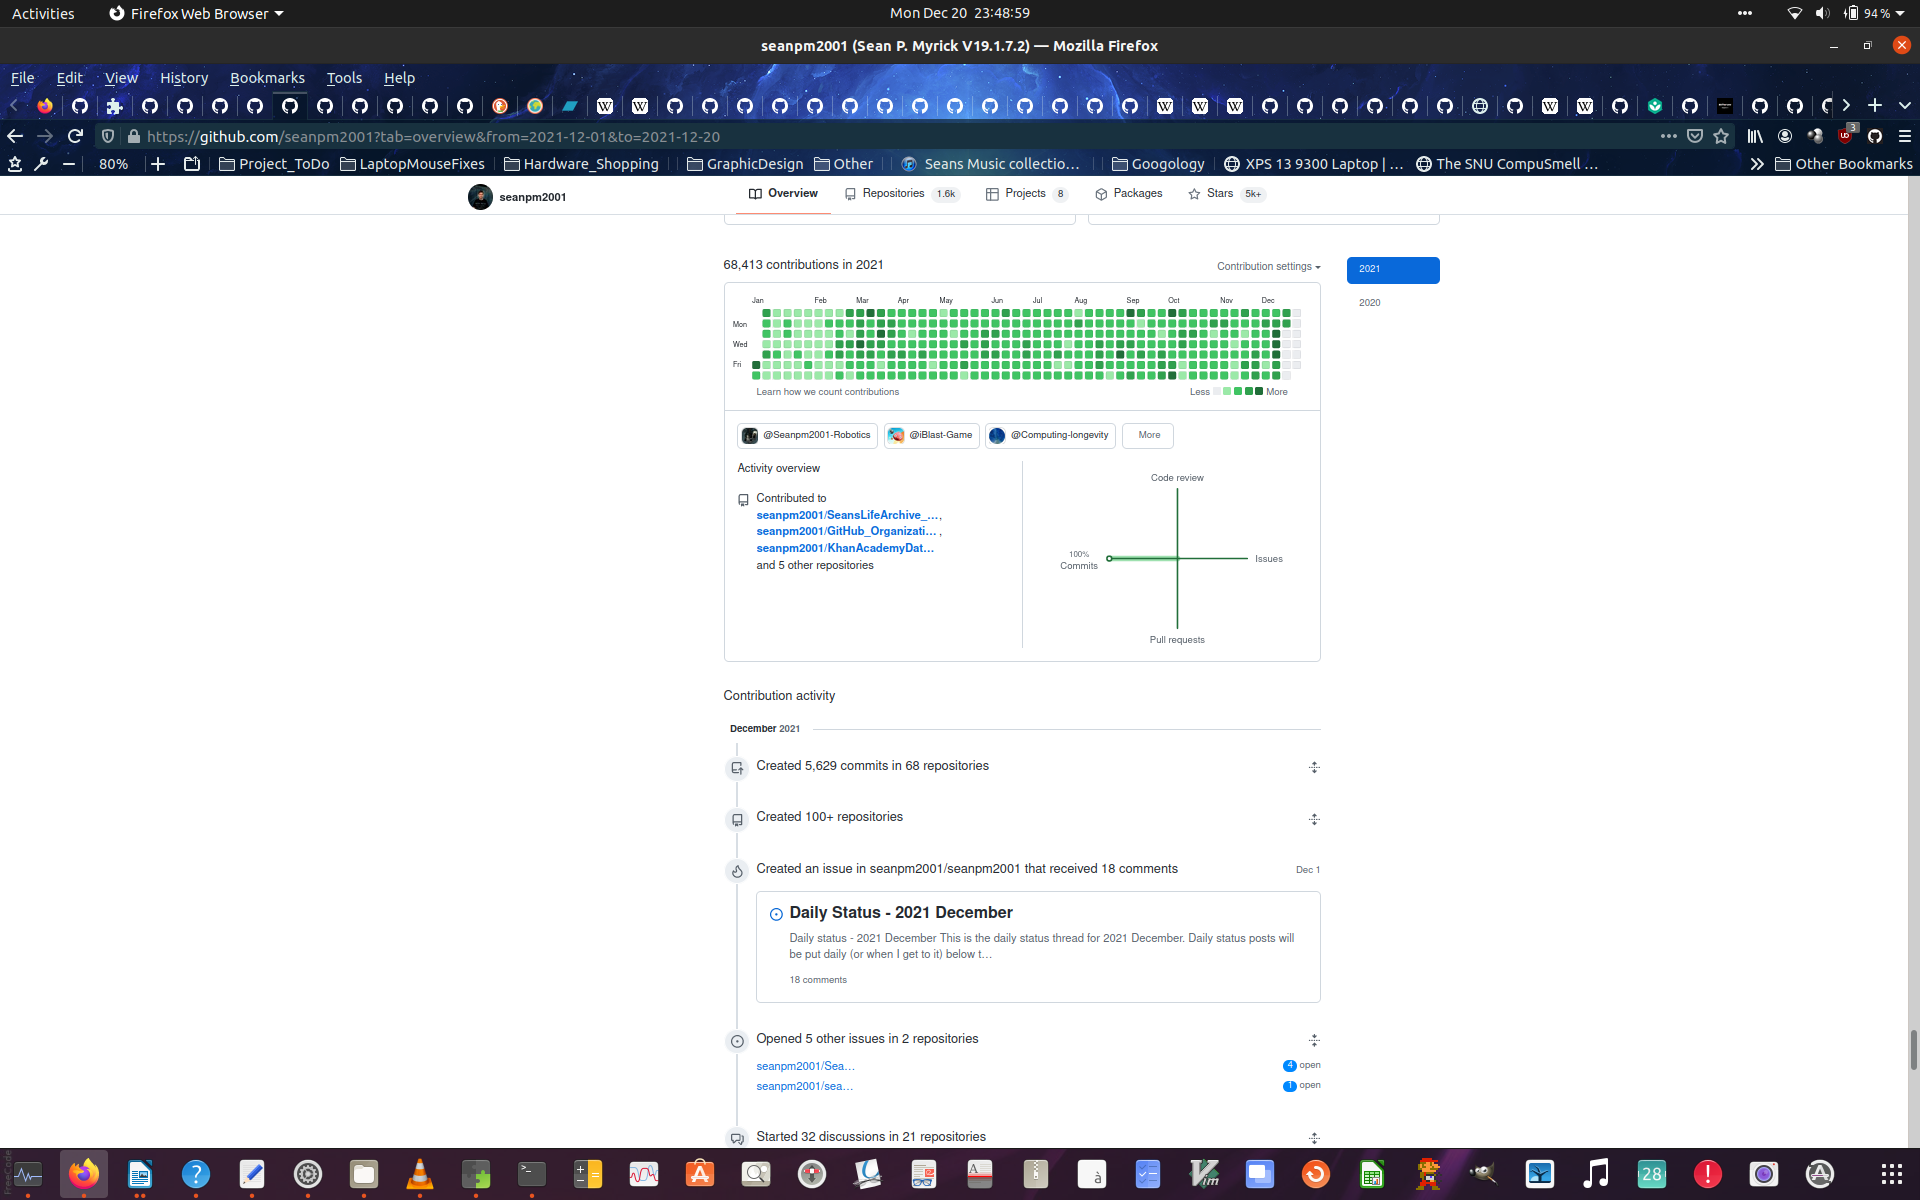 Activities
Firefox Web Browser
Mon Dec 20 23:48:59
94 %
seanpm2001 (Sean P. Myrick V19.1.7.2) — Mozilla Firefox
File Edit View History Bookmarks Tools Help
https://github.com/seanpm2001?tab=overview&from=2021-12-01&to=2021-12-20
3
80%
Project_ToDo
LaptopMouseFixes
Hardware_Shopping
GraphicDesign
Other
Seans Music collectio…
Googology
XPS 13 9300 Laptop | …
The SNU CompuSmell …
Other Bookmarks
seanpm2001
Overview
Repositories 1.6k
Projects 8
Packages
Stars 5k+
68,413 contributions in 2021
Contribution settings
2021
2020
Jan Feb Mar Apr May Jun Jul Aug Sep Oct Nov Dec
Mon
Wed
Fri
Learn how we count contributions
Less More
@Seanpm2001-Robotics
@iBlast-Game
@Computing-longevity
More
Activity overview
Contributed to
seanpm2001/SeansLifeArchive_…,
seanpm2001/GitHub_Organizati…,
seanpm2001/KhanAcademyDat…
and 5 other repositories
Code review
100%
Commits
Issues
Pull requests
Contribution activity
December 2021
Created 5,629 commits in 68 repositories
Created 100+ repositories
Created an issue in seanpm2001/seanpm2001 that received 18 comments
Dec 1
Daily Status - 2021 December
Daily status - 2021 December This is the daily status thread for 2021 December. Daily status posts will
be put daily (or when I get to it) below t…
18 comments
Opened 5 other issues in 2 repositories
seanpm2001/Sea…
4 open
seanpm2001/sea…
1 open
Started 32 discussions in 21 repositories
28